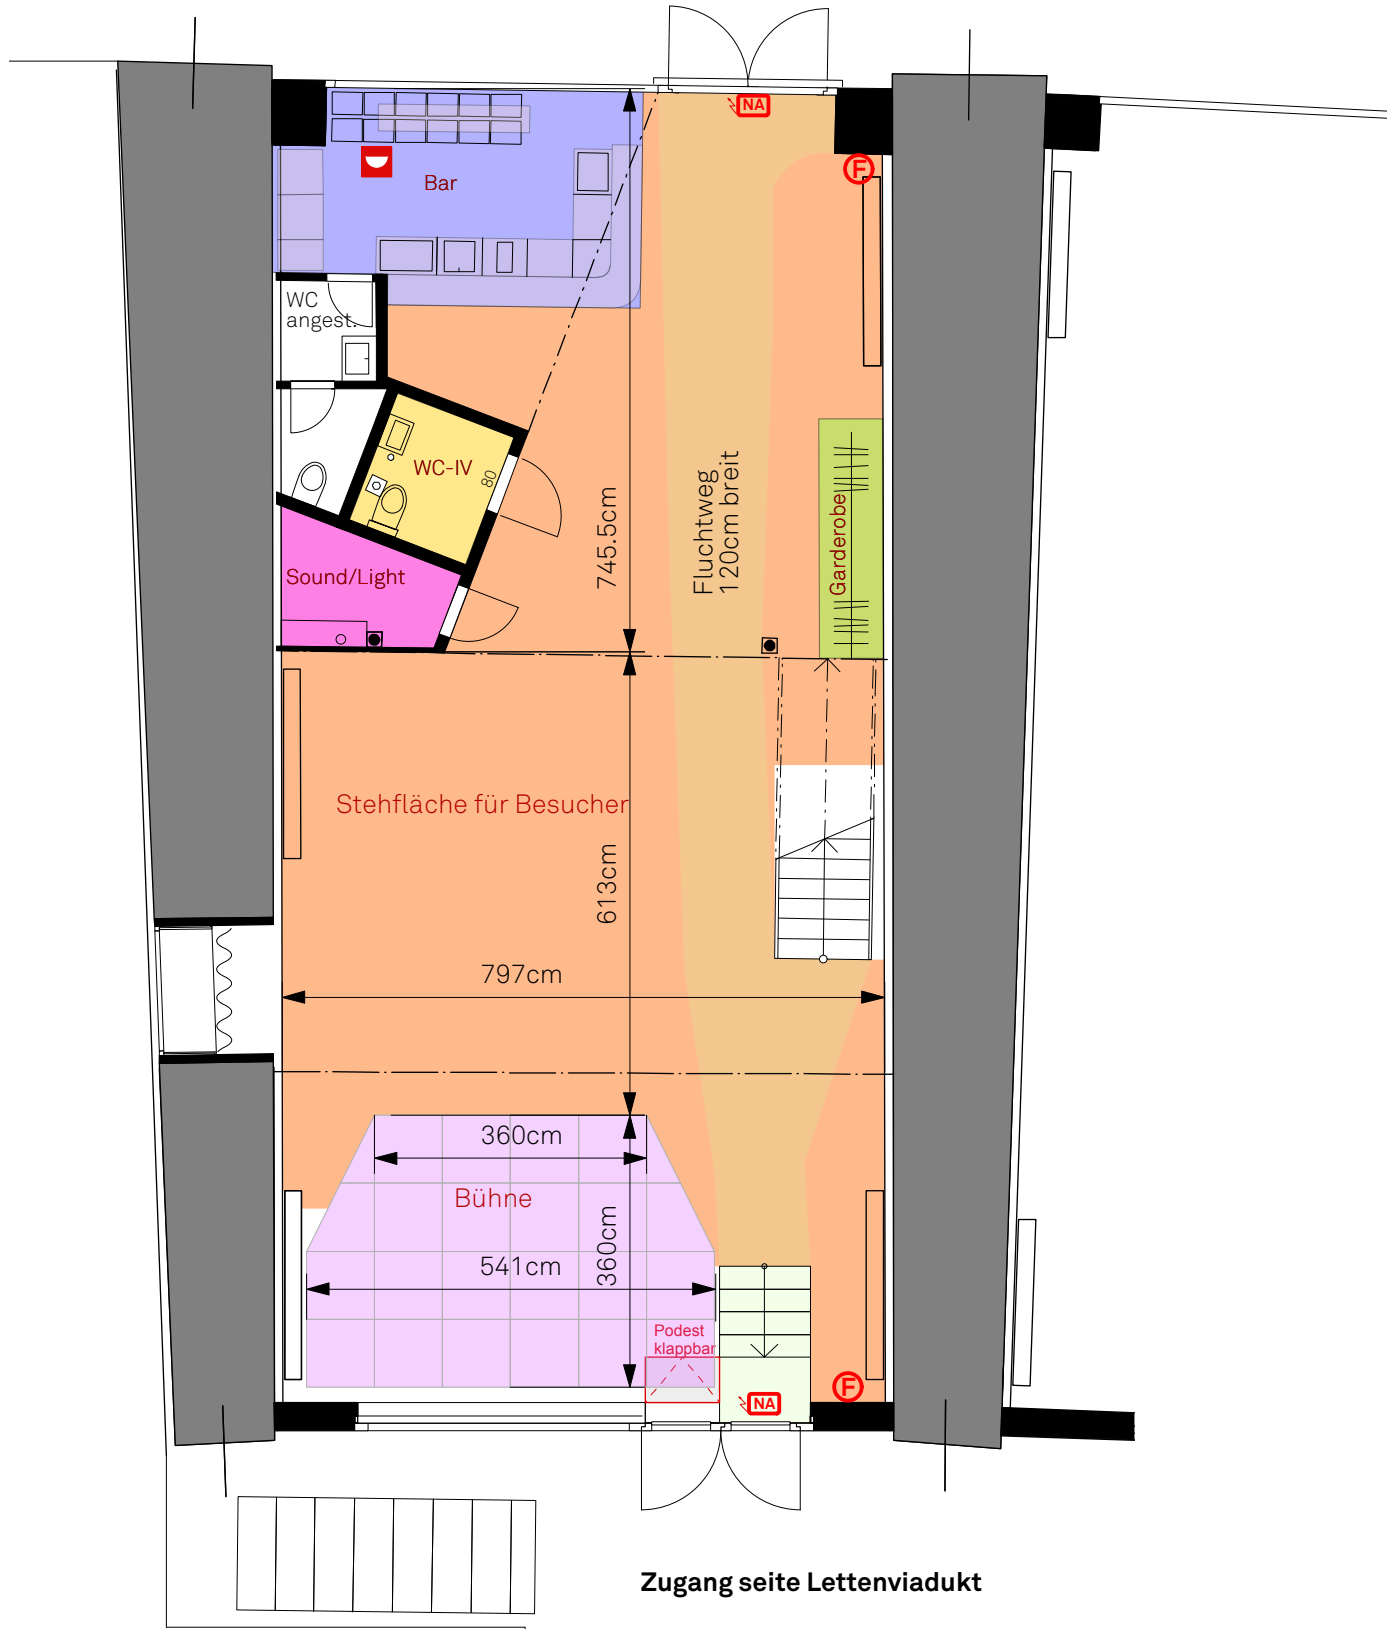 NA
F
Bar
WC
angest.
WC-IV
80
Sound/Light
745.5cm
Fluchtweg
120cm breit
Garderobe
Stehfläche für Besucher
613cm
797cm
360cm
Bühne
541cm
360cm
Podest
klappbar
NA
F
Zugang seite Lettenviadukt